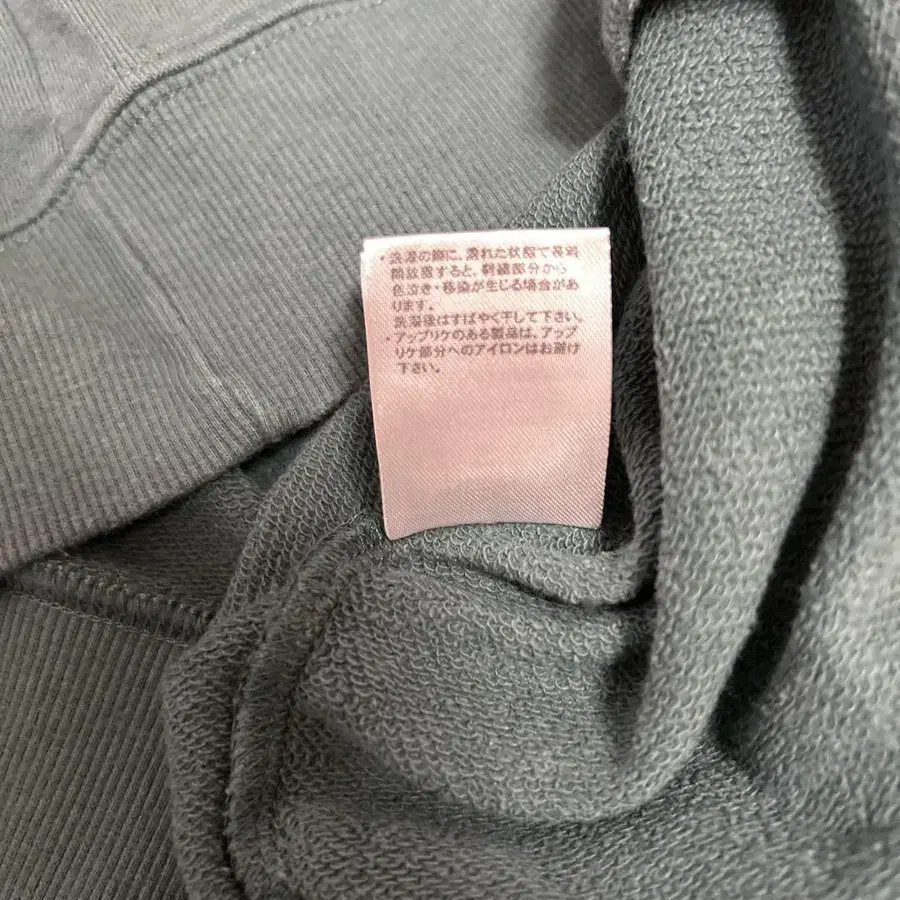 ・洗濯の際に、濡れた状態で長時
間放置すると、刺繍部分から
色泣き・移染が生じる場合があ
ります。
洗濯後はすばやく干して下さい。
・アップリケのある製品は、アップ
リケ部分へのアイロンはお避け
下さい。